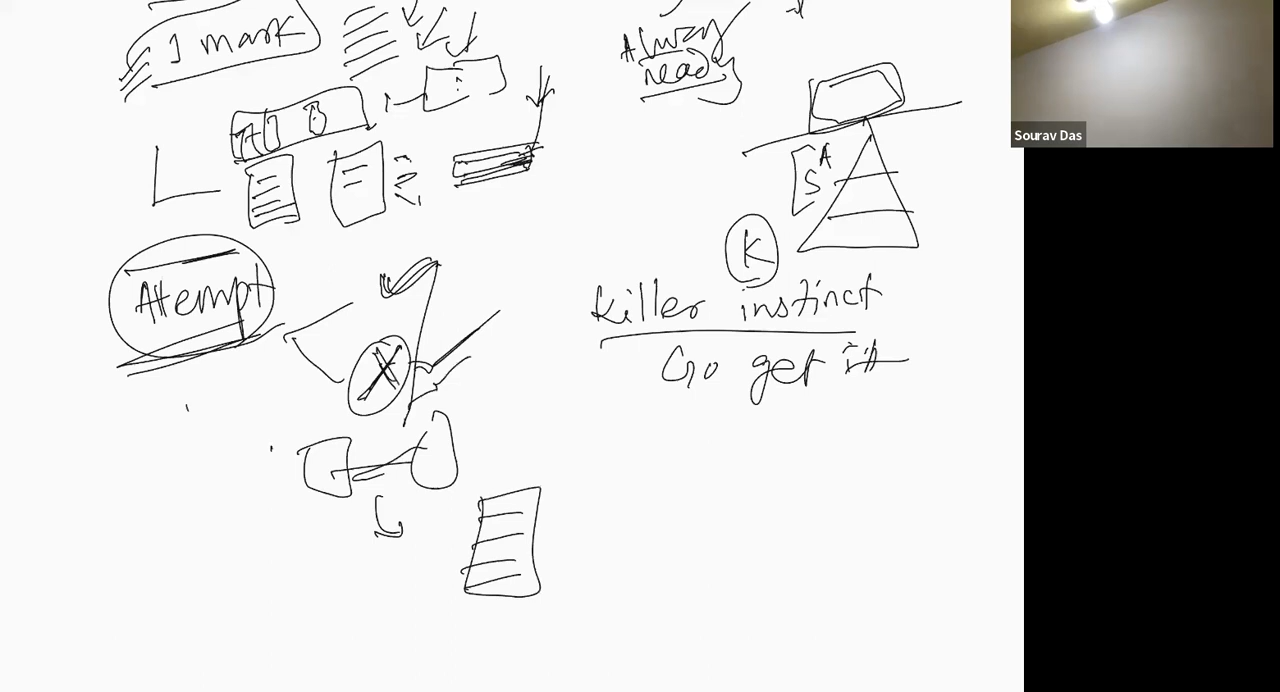 1 mark
Always
ready
A
S
K
Attempt
Killer instinct
Go get it
X
Sourav Das